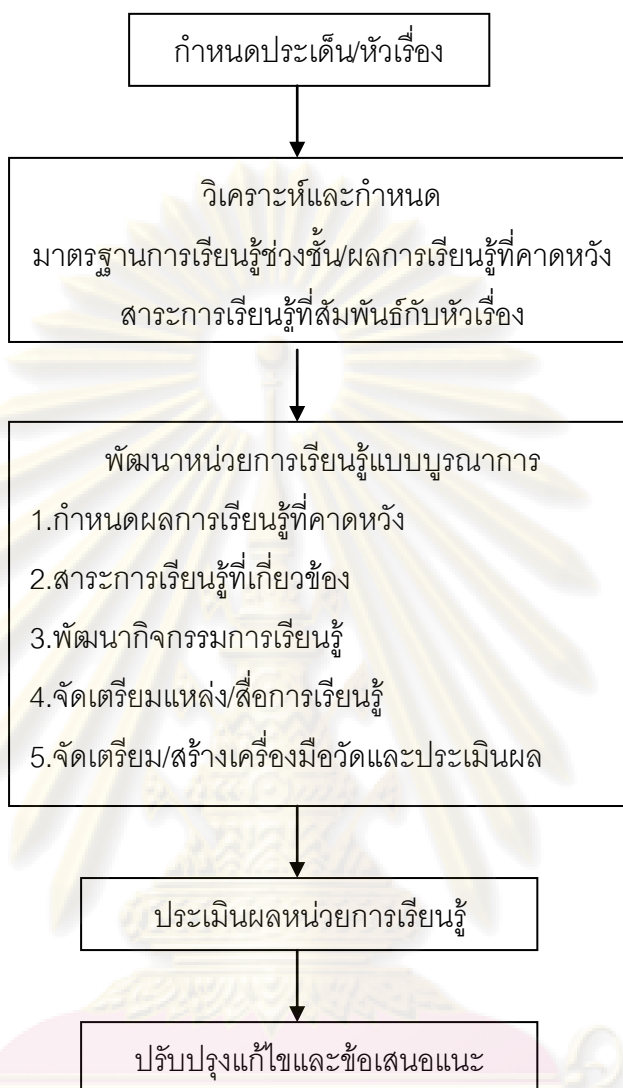 กำหนดประเด็น/หัวเรื่อง
วิเคราะห์และกำหนด
มาตรฐานการเรียนรู้ช่วงชั้น/ผลการเรียนรู้ที่คาดหวัง
สาระการเรียนรู้ที่สัมพันธ์กับหัวเรื่อง
พัฒนาหน่วยการเรียนรู้แบบบูรณาการ
1.กำหนดผลการเรียนรู้ที่คาดหวัง
2.สาระการเรียนรู้ที่เกี่ยวข้อง
3.พัฒนากิจกรรมการเรียนรู้
4.จัดเตรียมแหล่ง/สื่อการเรียนรู้
5.จัดเตรียม/สร้างเครื่องมือวัดและประเมินผล
ประเมินผลหน่วยการเรียนรู้
ปรับปรุงแก้ไขและข้อเสนอแนะ